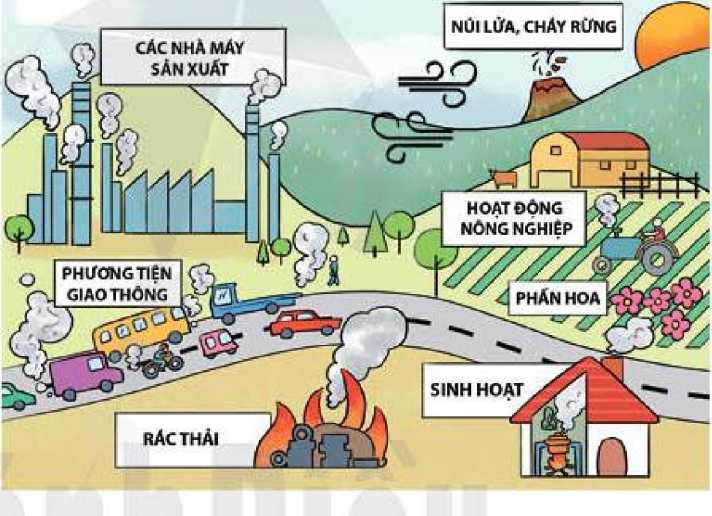 CÁC NHÀ MÁY
SẢN XUẤT
NÚI LỬA, CHÁY RỪNG
HOẠT ĐỘNG
NÔNG NGHIỆP
PHƯƠNG TIỆN
GIAO THÔNG
PHẤN HOA
SINH HOẠT
RÁC THẢI